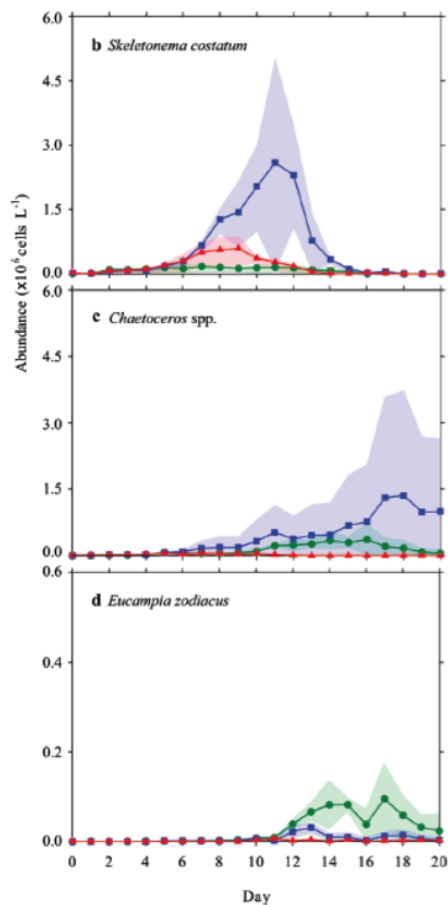 6.0
b Skeletonema costatum
4.5
3.0
1.5
0.0
6.0
c Chaetoceros spp.
4.5
3.0
1.5
0.0
0.6
d Eucampia zodiacus
0.4
0.2
0.0
0 2 4 6 8 10 12 14 16 18 20
Day
Abundance (x10⁶ cells L⁻¹)